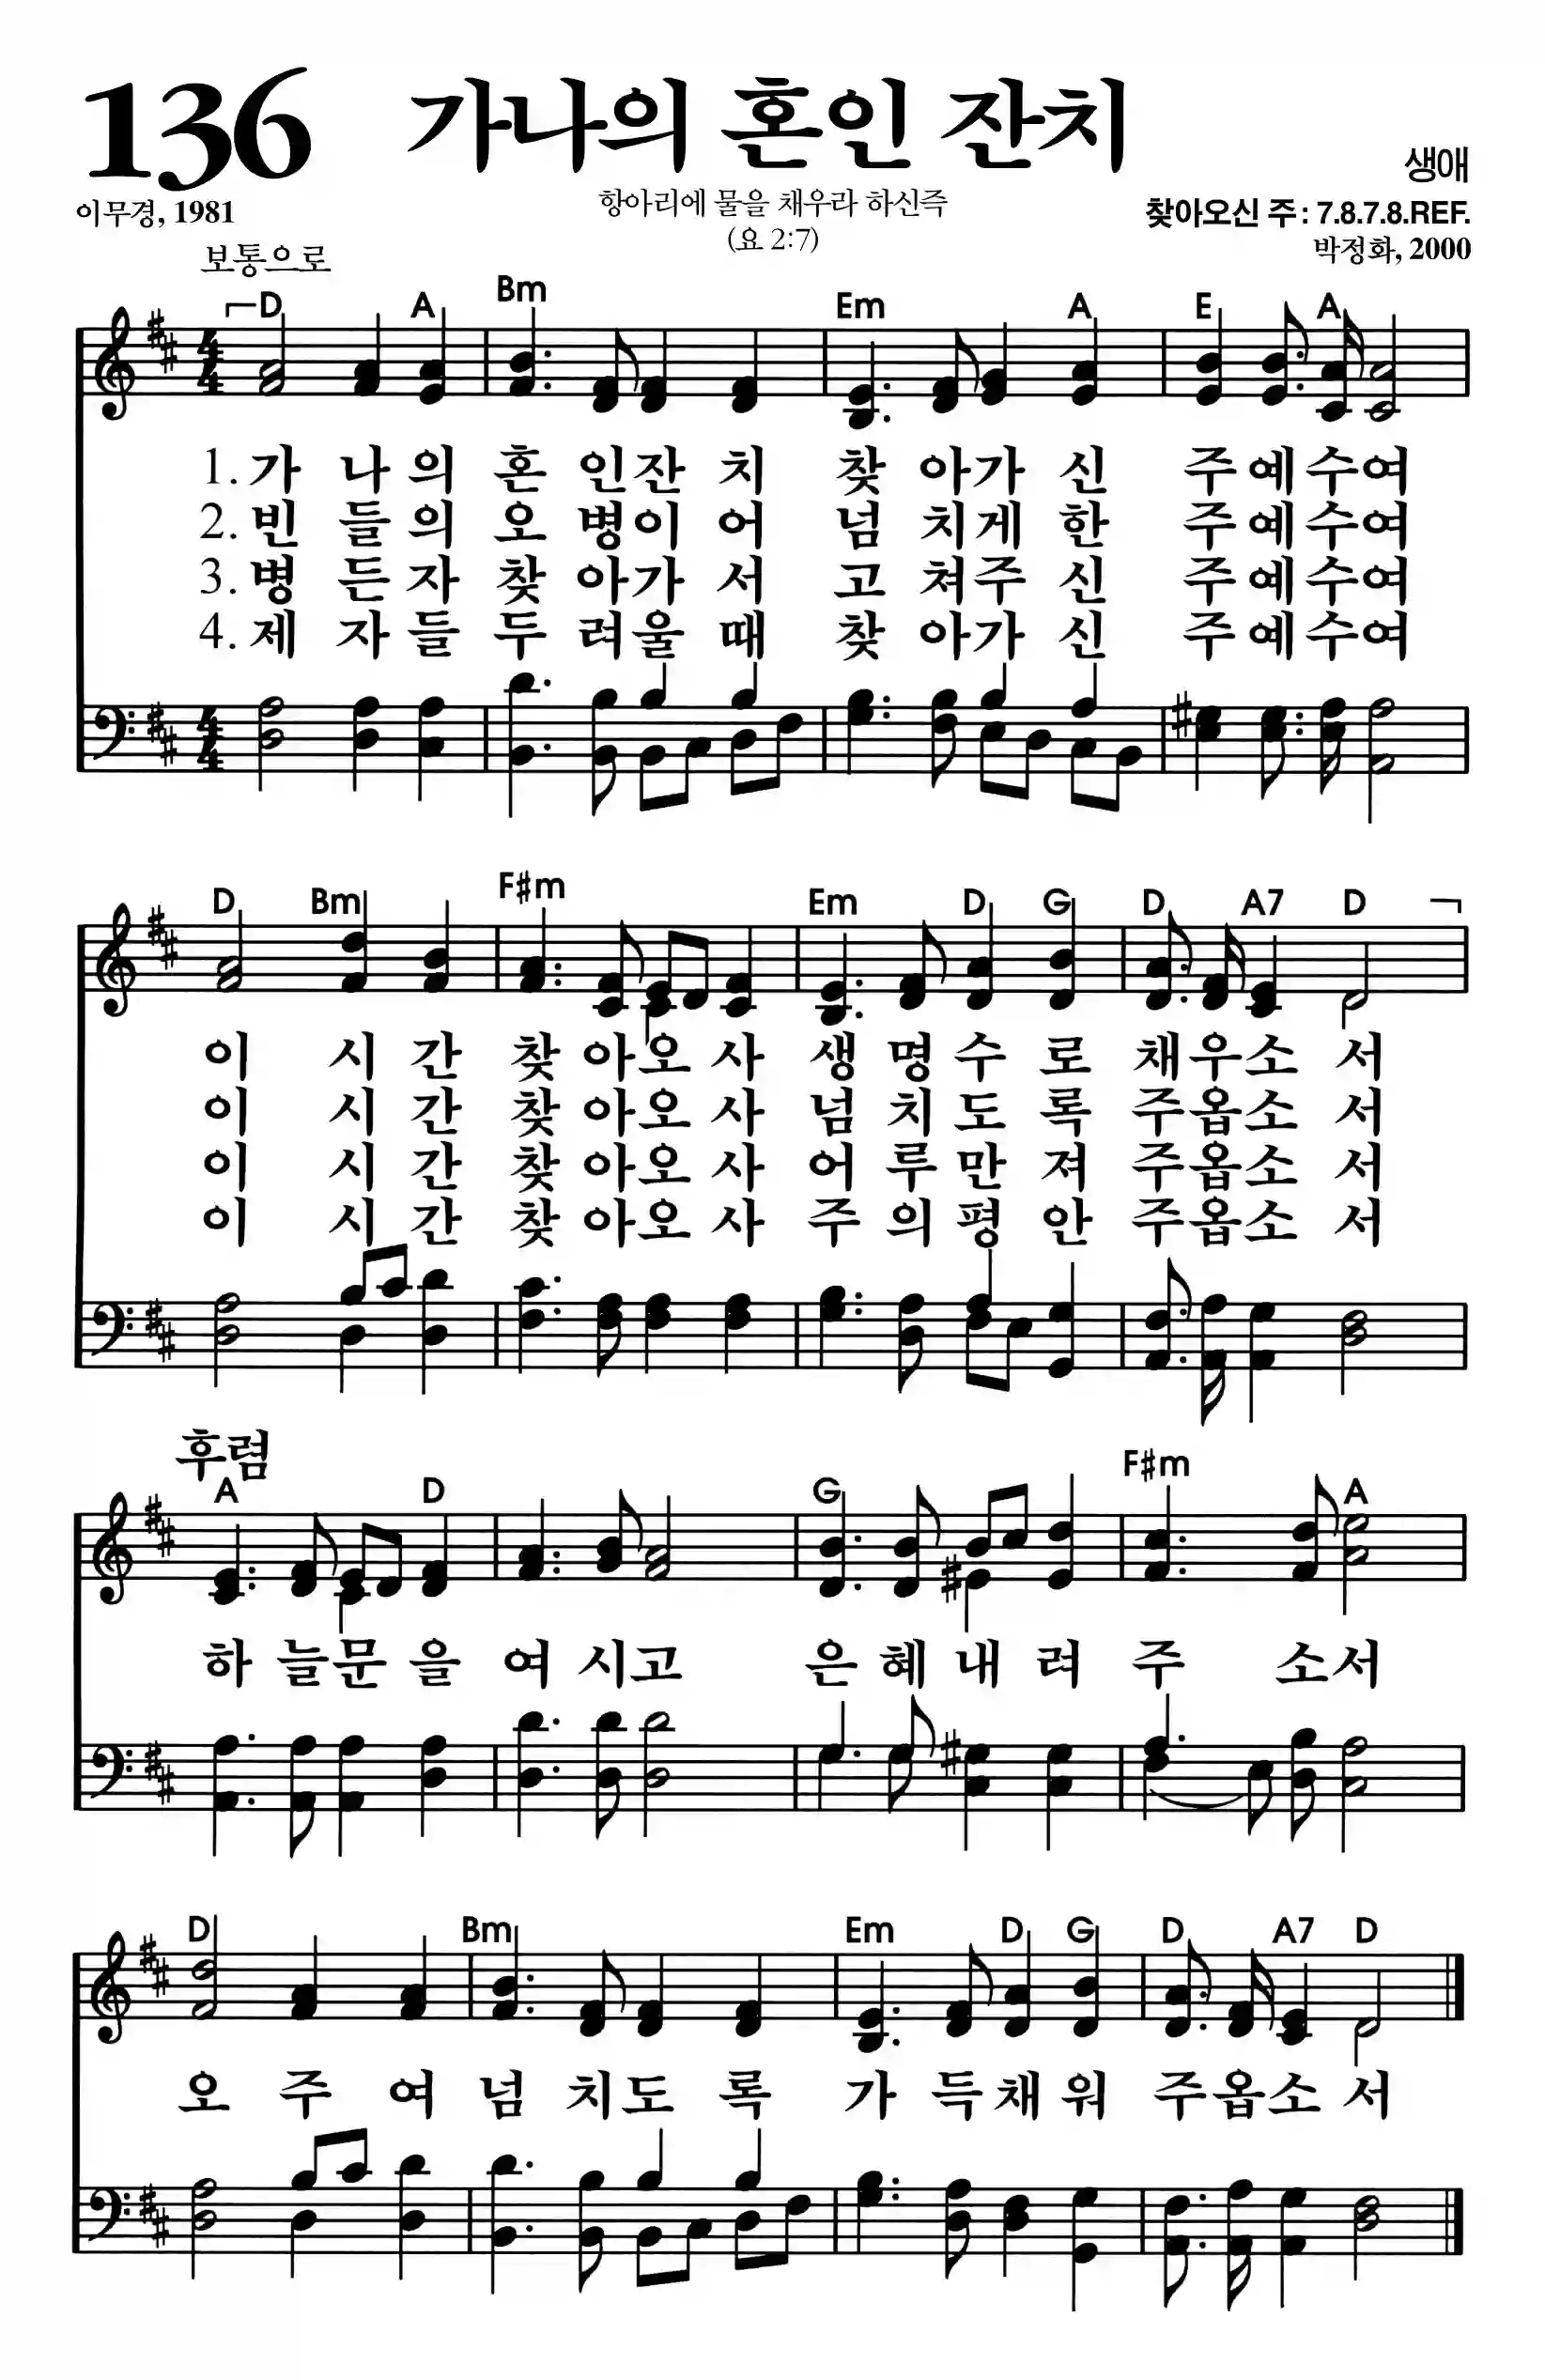 136 가나의 혼인 잔치
생애
이무경, 1981
항아리에 물을 채우라 하신즉
(요 2:7)
찾아오신 주 : 7.8.7.8.REF.
박정화, 2000
보통으로
D A Bm Em A E A
1. 가 나의 혼 인잔 치 찾 아가 신 주예수여
2. 빈 들의 오 병이 어 넘 치게 한 주예수여
3. 병 든자 찾 아가 서 고 쳐주 신 주예수여
4. 제 자들 두 려울 때 찾 아가 신 주예수여
D Bm F#m Em D G D A7 D
이 시 간 찾 아오 사 생 명 수 로 채우소 서
이 시 간 찾 아오 사 넘 치 도 록 주옵소 서
이 시 간 찾 아오 사 어 루 만 져 주옵소 서
이 시 간 찾 아오 사 주 의 평 안 주옵소 서
후렴
A D G F#m A
하 늘문 을 여 시고 은 혜 내 려 주 소서
D Bm Em D G D A7 D
오 주 여 넘 치도 록 가 득채 워 주옵소 서